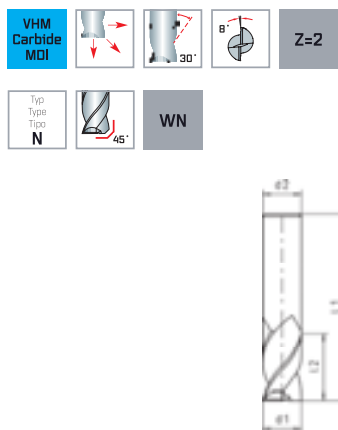 VHM
Carbide
MDI
30°
8°
Z=2
Typ
Type
Tipo
N
45°
WN
d2
L1
L2
d1